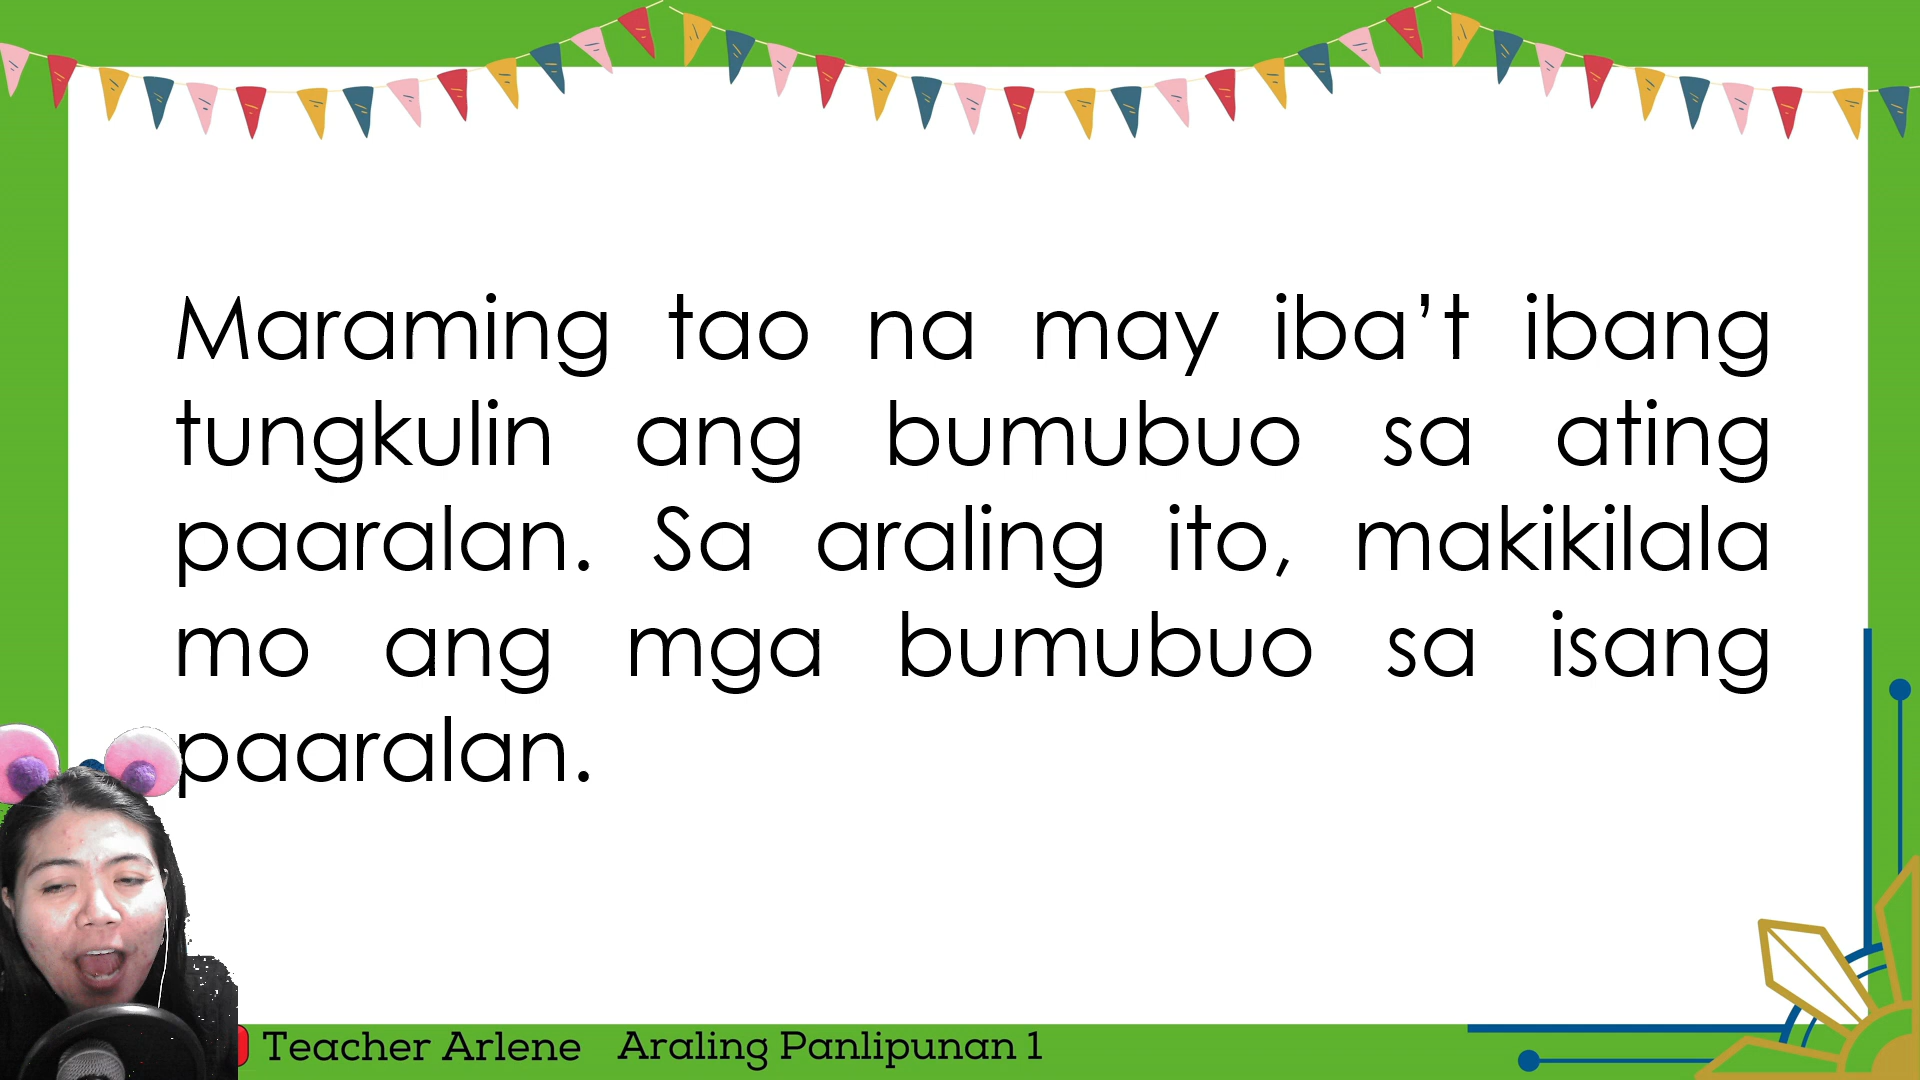 Maraming tao na may iba’t ibang
tungkulin ang bumubuo sa ating
paaralan. Sa araling ito, makikilala
mo ang mga bumubuo sa isang
paaralan.
Teacher Arlene Araling Panlipunan 1